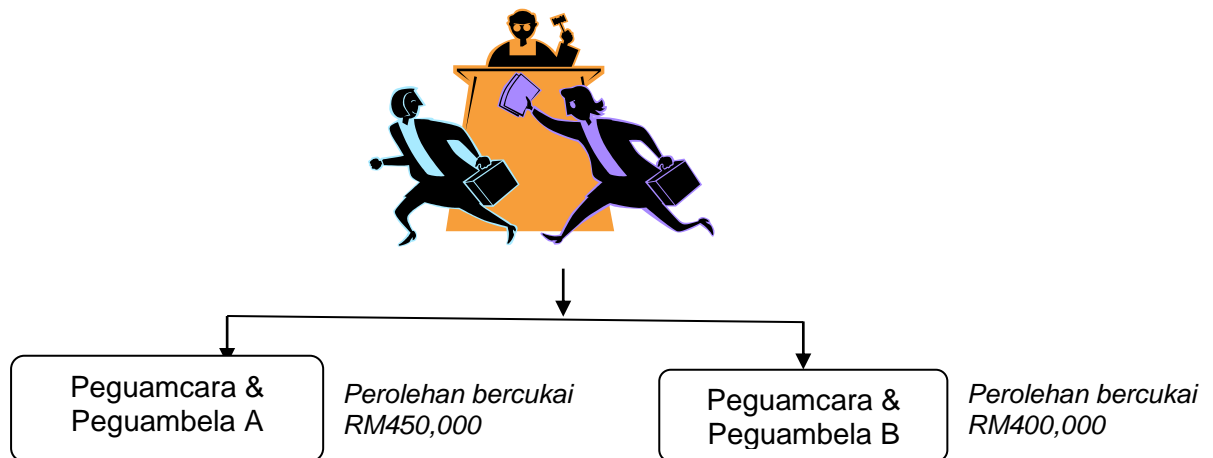 Peguamcara &
Peguambela A
Perolehan bercukai
RM450,000
Peguamcara &
Peguambela B
Perolehan bercukai
RM400,000